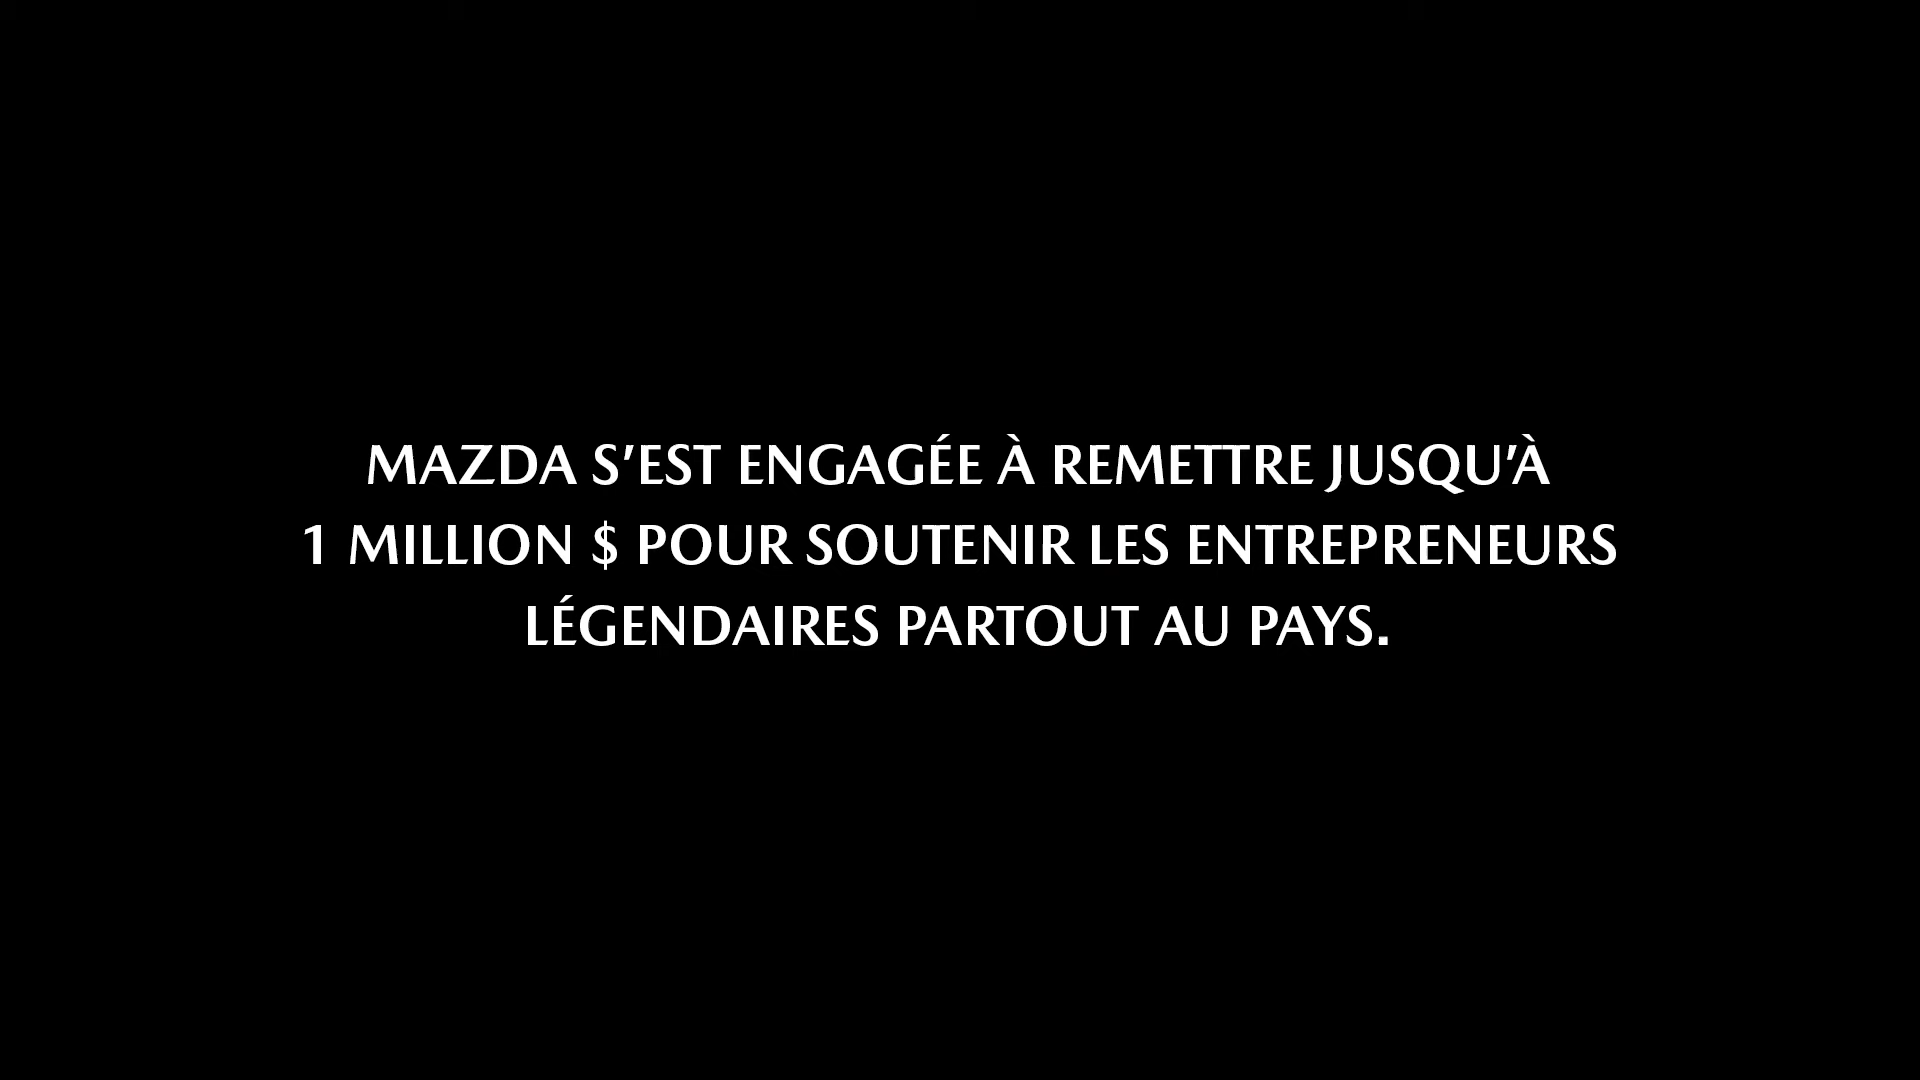 MAZDA S’EST ENGAGÉE À REMETTRE JUSQU’À
1 MILLION $ POUR SOUTENIR LES ENTREPRENEURS
LÉGENDAIRES PARTOUT AU PAYS.